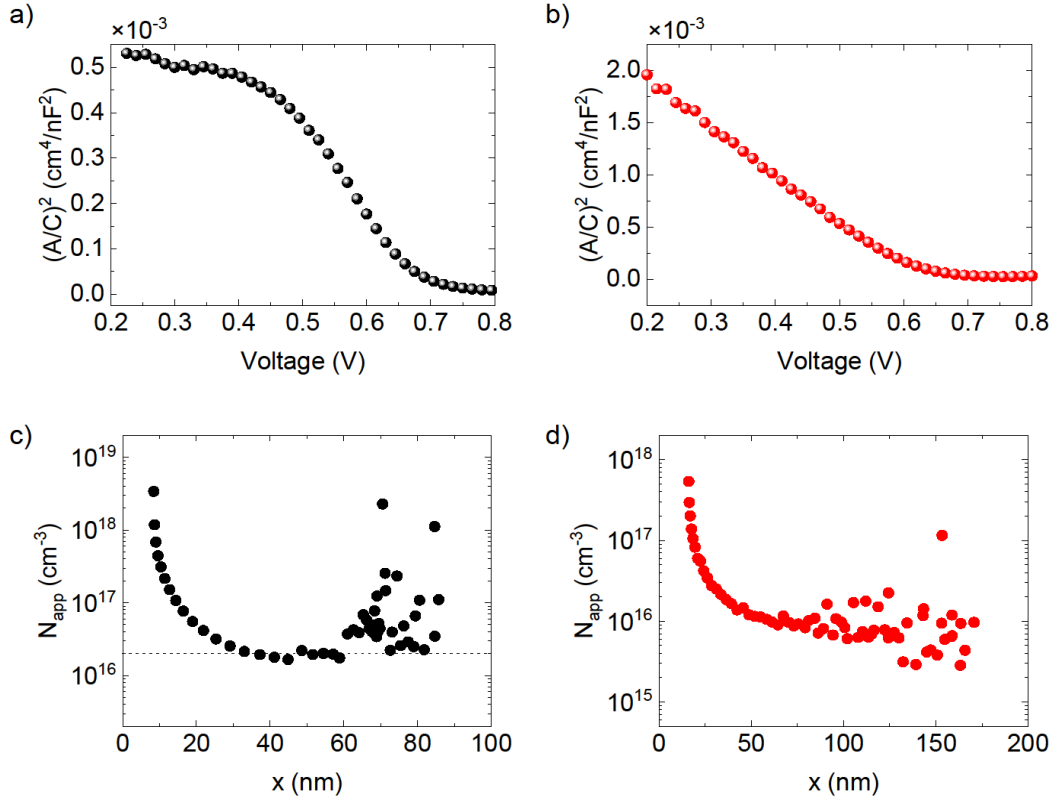 a)
×10⁻³
(A/C)² (cm⁴/nF²)
0.5
0.4
0.3
0.2
0.1
0.0
0.2 0.3 0.4 0.5 0.6 0.7 0.8
Voltage (V)
b)
×10⁻³
(A/C)² (cm⁴/nF²)
2.0
1.5
1.0
0.5
0.0
0.2 0.3 0.4 0.5 0.6 0.7 0.8
Voltage (V)
c)
N_app (cm⁻³)
10¹⁹
10¹⁸
10¹⁷
10¹⁶
0 20 40 60 80 100
x (nm)
d)
N_app (cm⁻³)
10¹⁸
10¹⁷
10¹⁶
10¹⁵
0 50 100 150 200
x (nm)